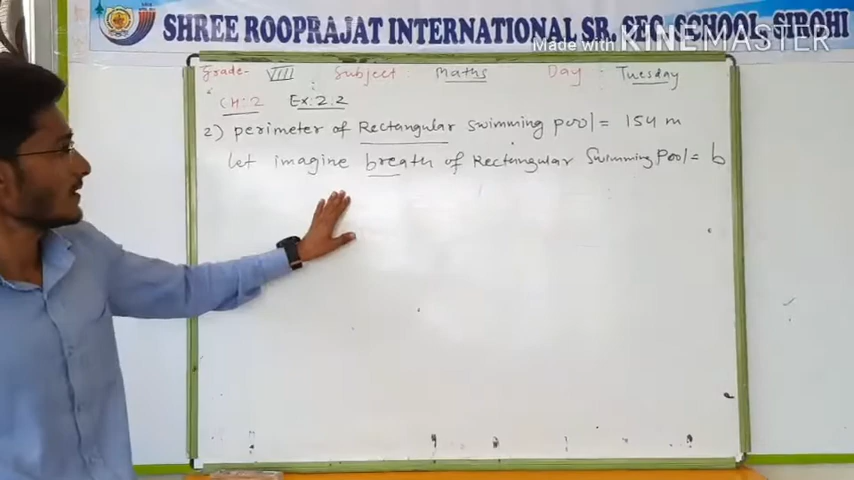 SHREE ROOPRAJAT INTERNATIONAL SR. SEC. SCHOOL, SIROHI
Made with KINEMASTER
Grade- VIII Subject : Maths Day : Tuesday
CH:2 Ex:2.2
2) perimeter of Rectangular swimming pool = 154 m
let imagine breath of Rectangular Swimming Pool = b